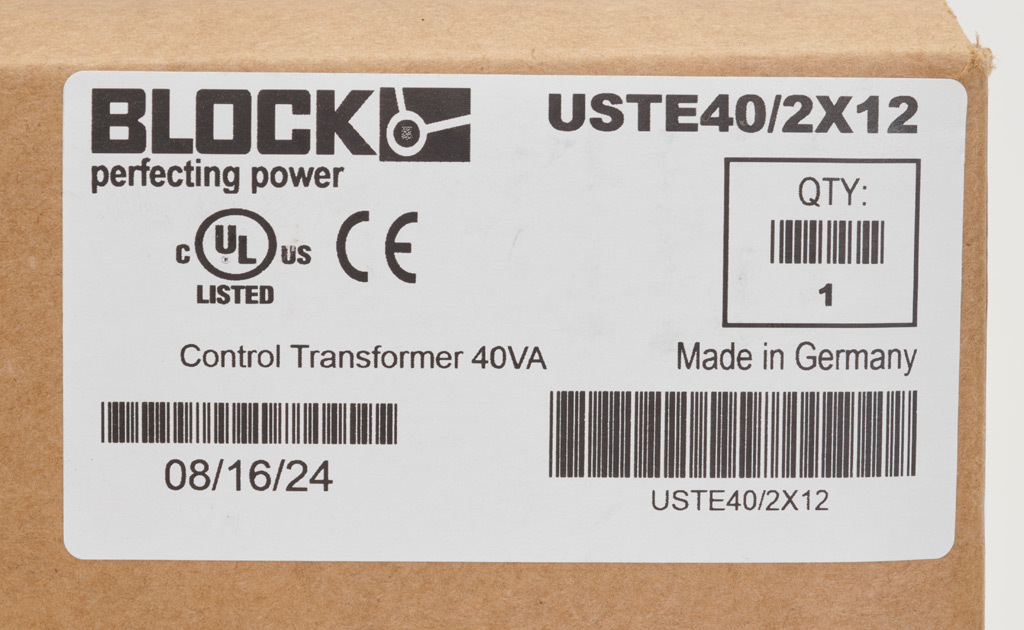 BLOCK
perfecting power
USTE40/2X12
QTY:
1
C UL US
LISTED
CE
Control Transformer 40VA
Made in Germany
08/16/24
USTE40/2X12